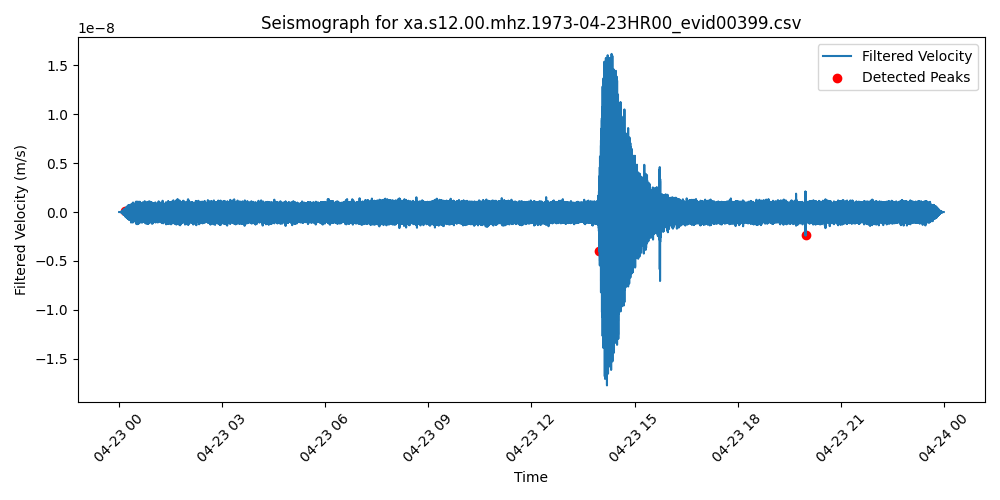 Seismograph for xa.s12.00.mhz.1973-04-23HR00_evid00399.csv
1e−8
Filtered Velocity
Detected Peaks
1.5
1.0
0.5
0.0
−0.5
−1.0
−1.5
Filtered Velocity (m/s)
04-23 00
04-23 03
04-23 06
04-23 09
04-23 12
04-23 15
04-23 18
04-23 21
04-24 00
Time